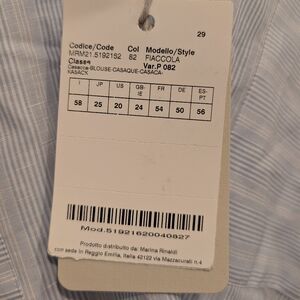 29
Codice/Code Col Modello/Style
MRM21.5192152 82 FIACCOLA
Classe Var.P 082
Casacca-BLOUSE-CASAQUE-CASACA-
KASACK
I JP US GB-IE FR DE ES-PT
58 25 20 24 54 50 56
Mod.51921620040827
Prodotto distribuito da: Marina Rinaldi
con sede in Reggio Emilia, Italia 42122 via Mazzacurati n.4